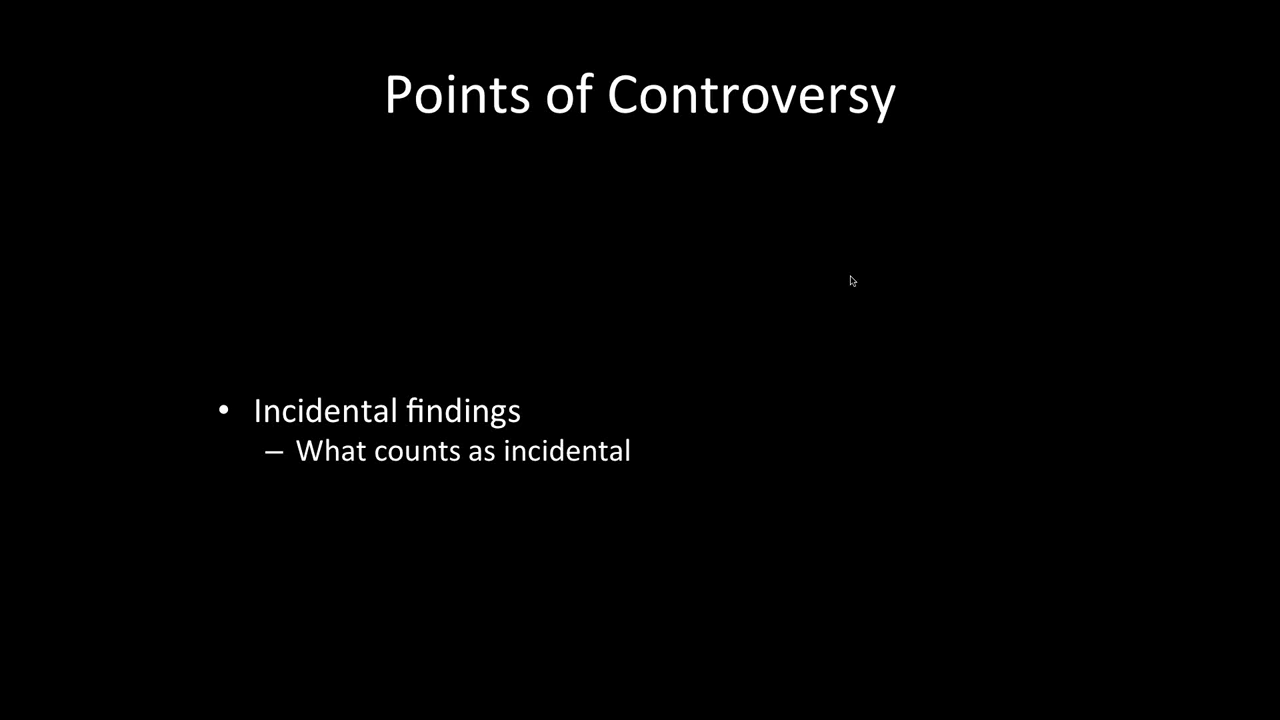 Points of Controversy
• Incidental findings
– What counts as incidental